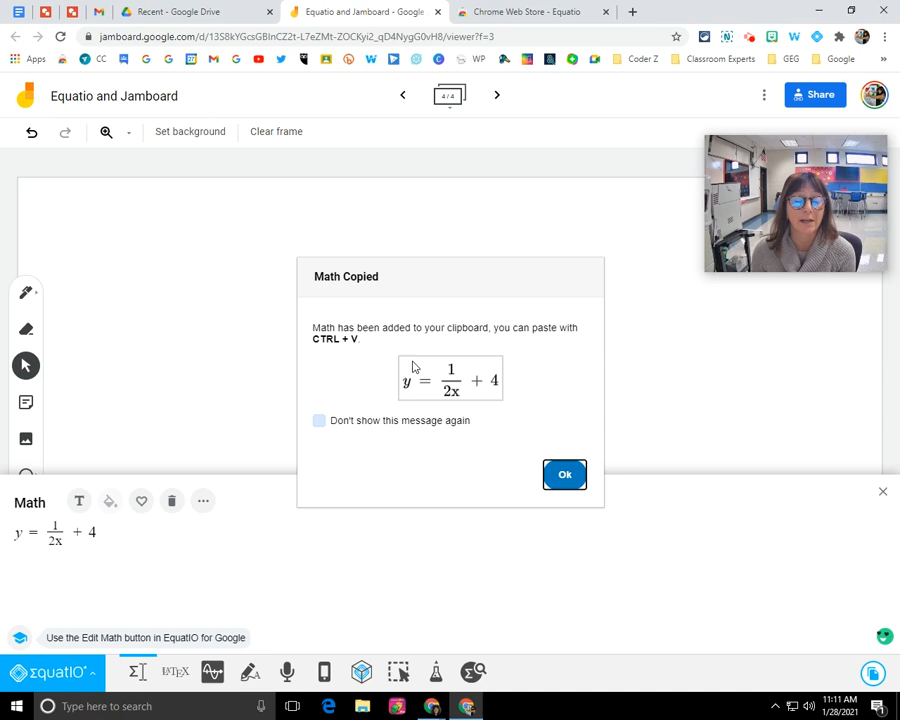 Recent - Google Drive
Equatio and Jamboard - Google
Chrome Web Store - Equatio
jamboard.google.com/d/13S8kYGcsGBInCZ2t-L7eZMt-ZOCKyi2_qD4NygG0vH8/viewer?f=3
Apps
CC
WP
Coder Z
Classroom Experts
GEG
Google
Equatio and Jamboard
4 / 4
Share
Set background
Clear frame
Math Copied
Math has been added to your clipboard, you can paste with
CTRL + V.
y = 1/2x + 4
Don't show this message again
Ok
Math
T
y = 1/2x + 4
Use the Edit Math button in EquatIO for Google
EQUATIO
LATEX
Type here to search
11:11 AM
1/28/2021